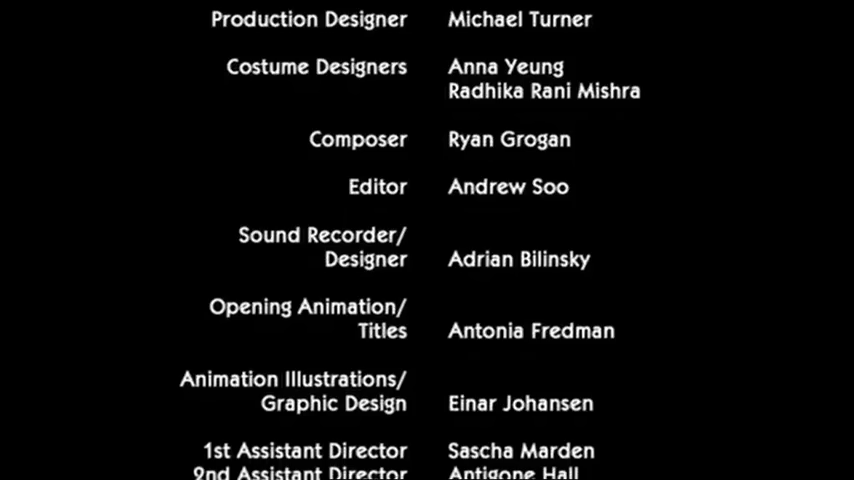 Production Designer Michael Turner
Costume Designers Anna Yeung
Radhika Rani Mishra
Composer Ryan Grogan
Editor Andrew Soo
Sound Recorder/
Designer Adrian Bilinsky
Opening Animation/
Titles Antonia Fredman
Animation Illustrations/
Graphic Design Einar Johansen
1st Assistant Director Sascha Marden
2nd Assistant Director Antigone Hall